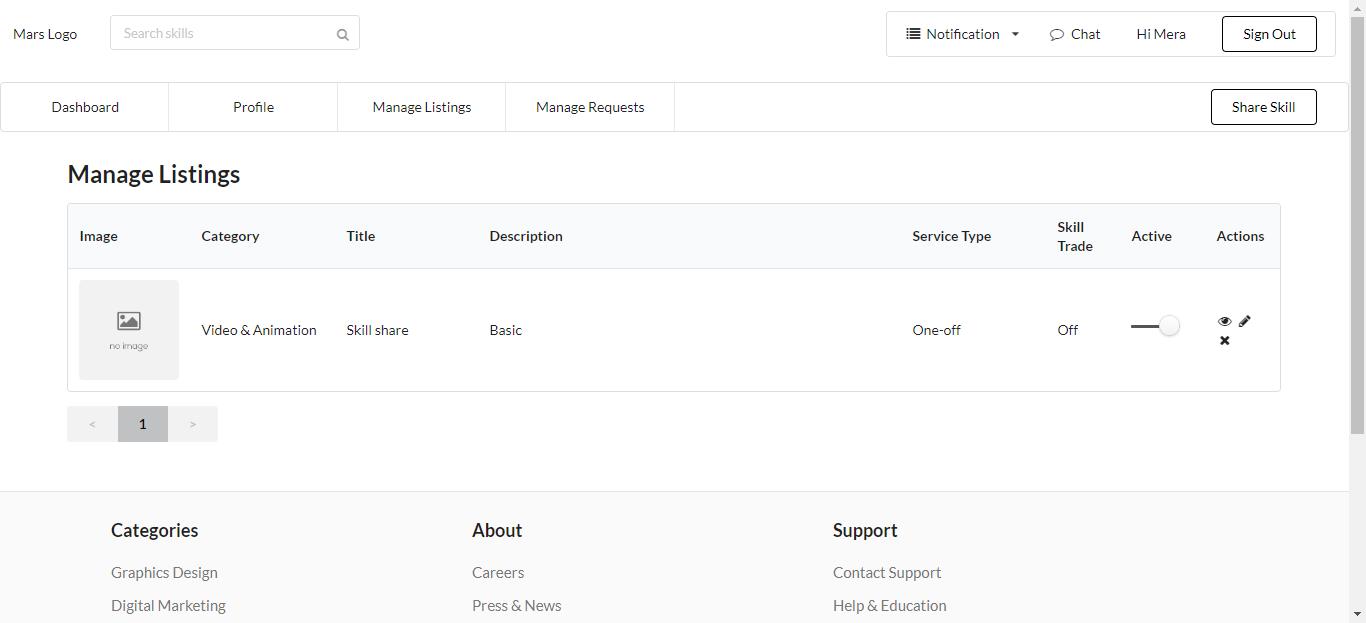 Mars Logo
Search skills
Notification
Chat
Hi Mera
Sign Out
Dashboard
Profile
Manage Listings
Manage Requests
Share Skill
Manage Listings
Image
Category
Title
Description
Service Type
Skill
Trade
Active
Actions
no image
Video & Animation
Skill share
Basic
One-off
Off
< 1 >
Categories
About
Support
Graphics Design
Careers
Contact Support
Digital Marketing
Press & News
Help & Education